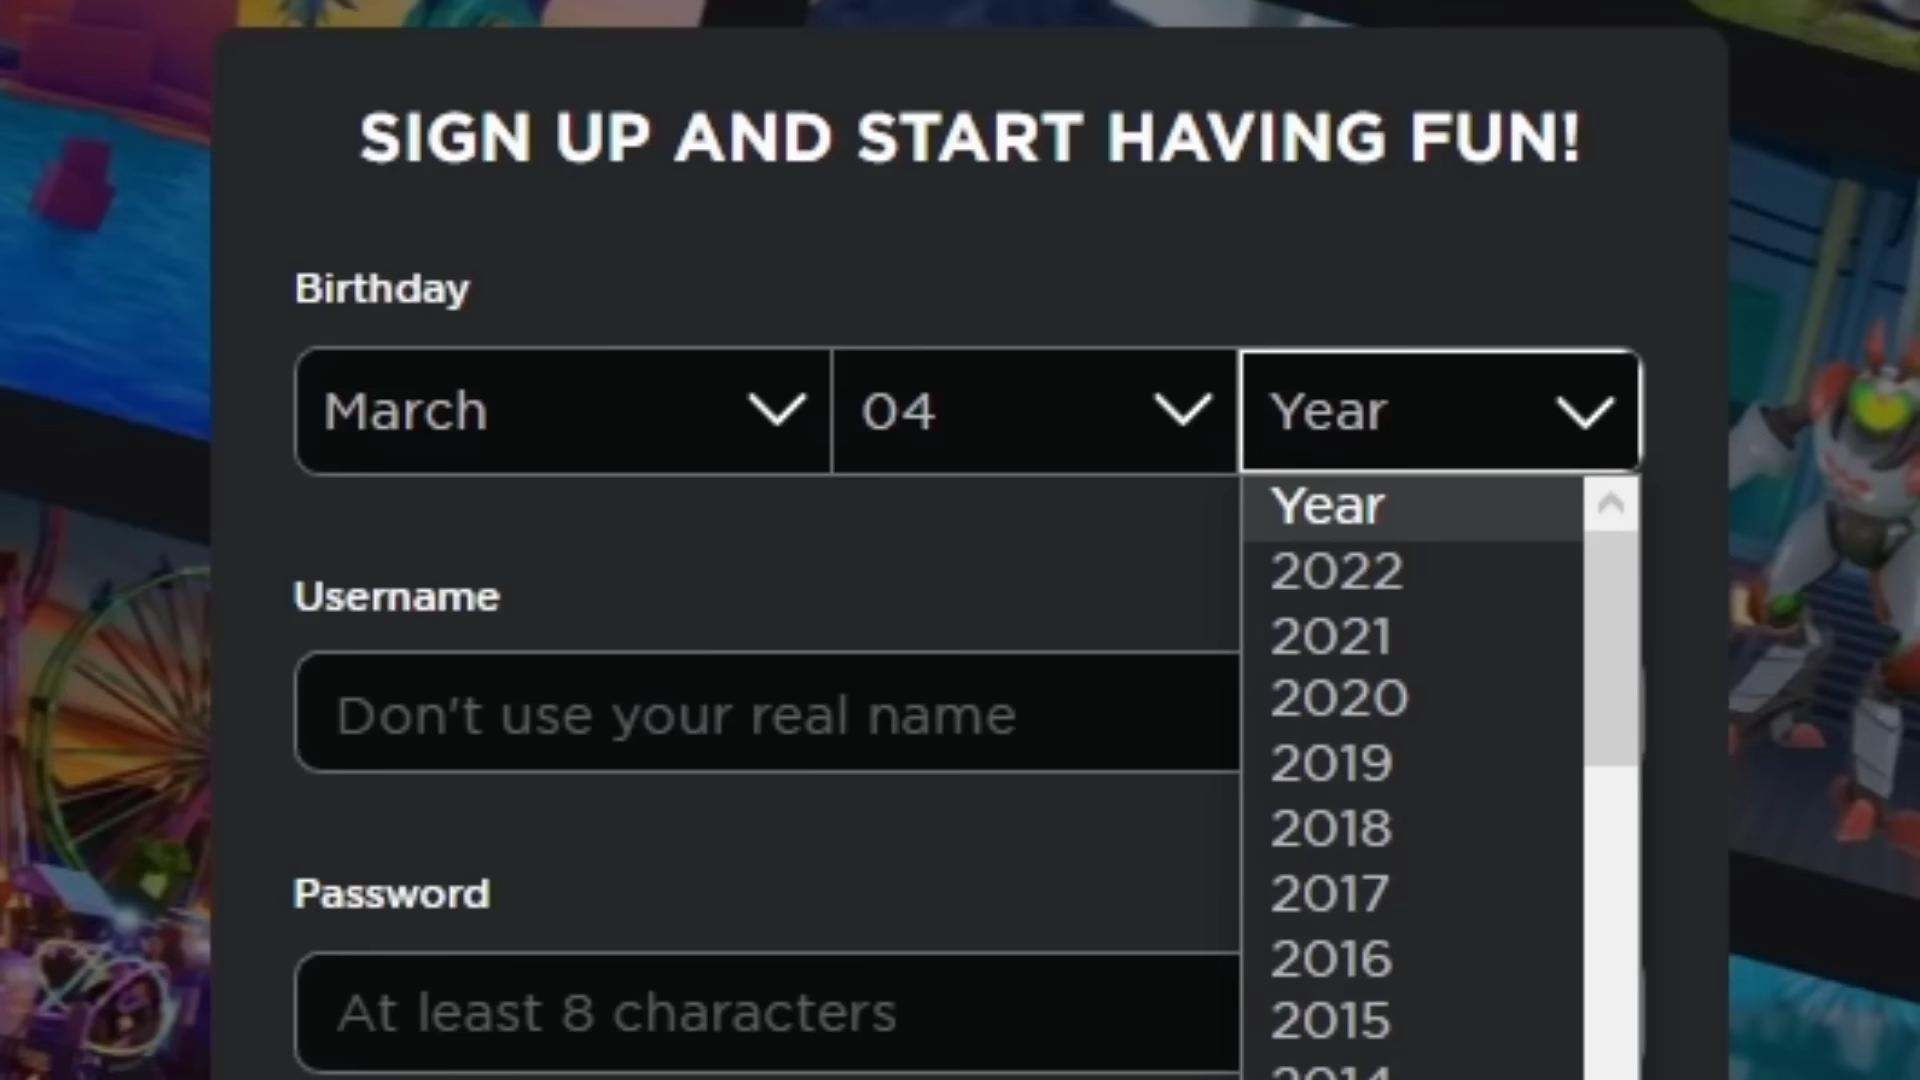 SIGN UP AND START HAVING FUN!
Birthday
March 04 Year
Year
2022
2021
2020
2019
2018
2017
2016
2015
2014
Username
Don't use your real name
Password
At least 8 characters